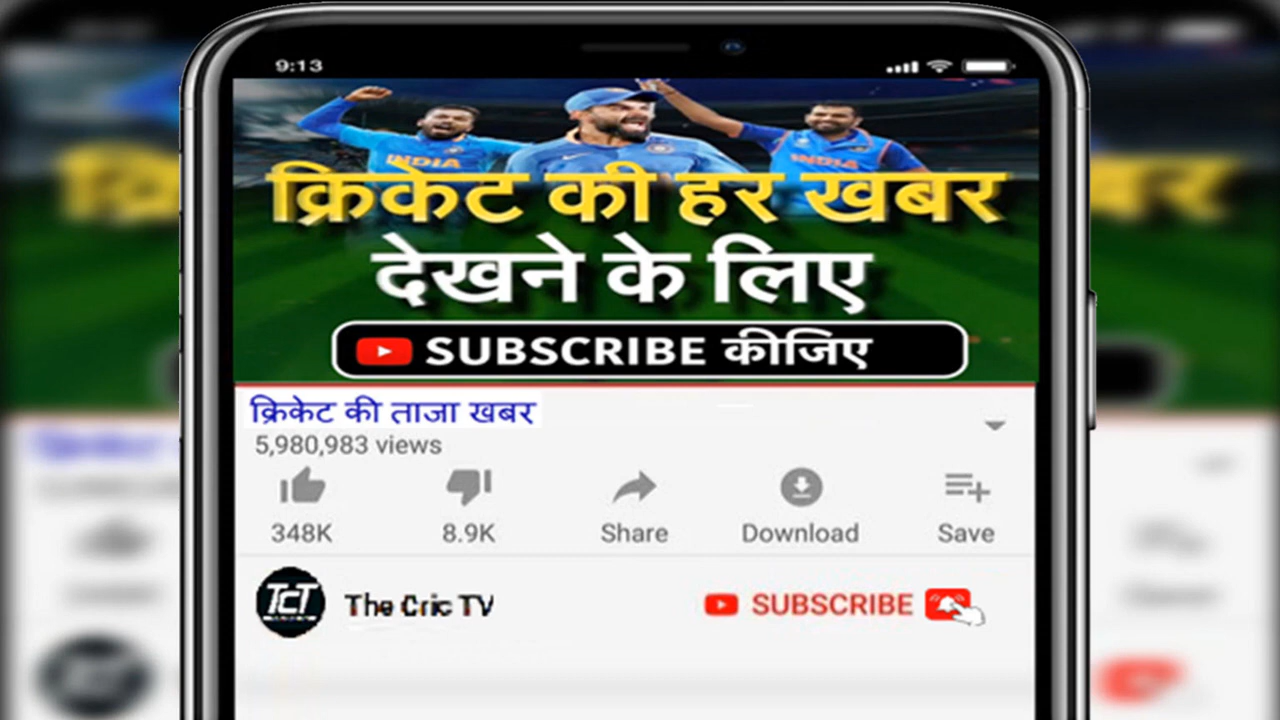 9:13
INDIA
INDIA
क्रिकेट की हर खबर
देखने के लिए
SUBSCRIBE कीजिए
क्रिकेट की ताजा खबर
5,980,983 views
348K
8.9K
Share
Download
Save
TCT
The Cric TV
SUBSCRIBE